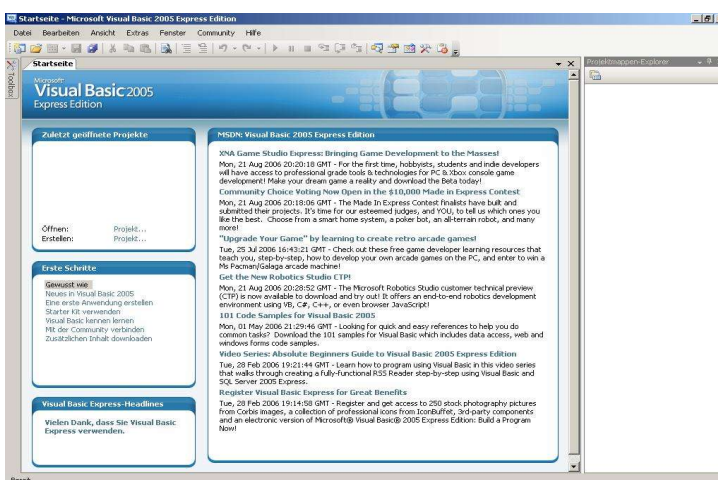 Startseite - Microsoft Visual Basic 2005 Express Edition
Datei Bearbeiten Ansicht Extras Fenster Community Hilfe
Toolbox
Startseite
Projektmappen-Explorer
Microsoft
Visual Basic 2005
Express Edition
Zuletzt geöffnete Projekte
Öffnen: Projekt...
Erstellen: Projekt...
Erste Schritte
Gewusst wie
Neues in Visual Basic 2005
Eine erste Anwendung erstellen
Starter Kit verwenden
Visual Basic kennen lernen
Mit der Community verbinden
Zusätzlichen Inhalt downloaden
Visual Basic Express-Headlines
Vielen Dank, dass Sie Visual Basic
Express verwenden.
MSDN: Visual Basic 2005 Express Edition
XNA Game Studio Express: Bringing Game Development to the Masses!
Mon, 21 Aug 2006 20:20:18 GMT - For the first time, hobbyists, students and indie developers
will have access to professional grade tools & technologies for PC & Xbox console game
development! Make your dream game a reality and download the Beta today!
Community Choice Voting Now Open in the $10,000 Made in Express Contest
Mon, 21 Aug 2006 20:18:06 GMT - The Made In Express Contest finalists have built and
submitted their projects. It's time for our esteemed judges, and YOU, to tell us which ones you
like the best. Choose from a smart home system, a poker bot, an all-terrain robot, and many
more!
"Upgrade Your Game" by learning to create retro arcade games!
Tue, 25 Jul 2006 16:43:21 GMT - Check out these free game developer learning resources that
teach you, step-by-step, how to develop your own arcade games on the PC, and enter to win a
Ms Pacman/Galaga arcade machine!
Get the New Robotics Studio CTP!
Mon, 21 Aug 2006 20:28:52 GMT - The Microsoft Robotics Studio customer technical preview
(CTP) is now available to download and try out! It offers an end-to-end robotics development
environment using VB, C#, C++, or even browser JavaScript!
101 Code Samples for Visual Basic 2005
Mon, 01 May 2006 21:29:46 GMT - Looking for quick and easy references to help you do
common tasks? Download the 101 samples for Visual Basic which includes data access, web and
windows forms code samples.
Video Series: Absolute Beginners Guide to Visual Basic 2005 Express Edition
Tue, 28 Feb 2006 19:21:44 GMT - Learn how to program using Visual Basic in this video series
that walks through creating a fully-functional RSS Reader step-by-step using Visual Basic and
SQL Server 2005 Express.
Register Visual Basic Express for Great Benefits
Tue, 28 Feb 2006 19:14:58 GMT - Register and get access to 250 stock photography pictures
from Corbis images, a collection of professional icons from IconBuffet, 3rd-party components
and an electronic version of Microsoft® Visual Basic® 2005 Express Edition: Build a Program
Now!